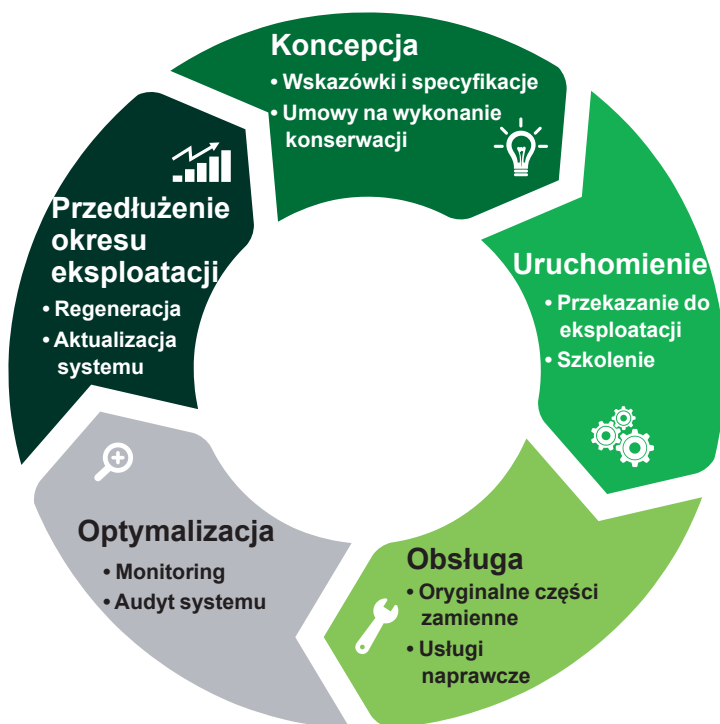 Koncepcja
• Wskazówki i specyfikacje
• Umowy na wykonanie
konserwacji
Uruchomienie
• Przekazanie do
eksploatacji
• Szkolenie
Obsługa
• Oryginalne części
zamienne
• Usługi
naprawcze
Optymalizacja
• Monitoring
• Audyt systemu
Przedłużenie
okresu
eksploatacji
• Regeneracja
• Aktualizacja
systemu